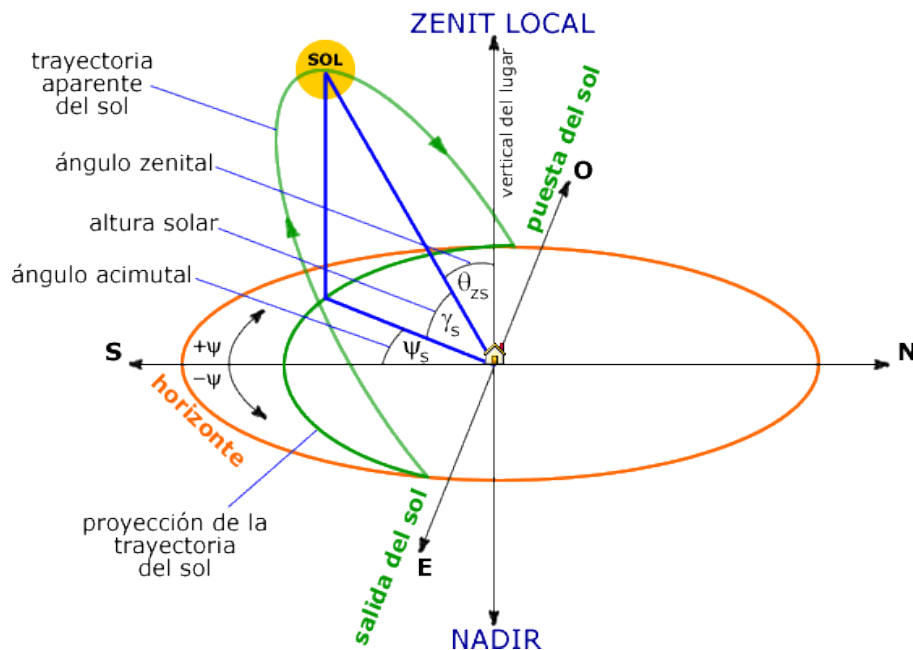 ZENIT LOCAL
SOL
trayectoria
aparente
del sol
ángulo zenital
altura solar
ángulo acimutal
vertical del lugar
puesta del sol
O
θzs
γs
ψs
S
+ψ
−ψ
N
horizonte
salida del sol
E
proyección de la
trayectoria
del sol
NADIR